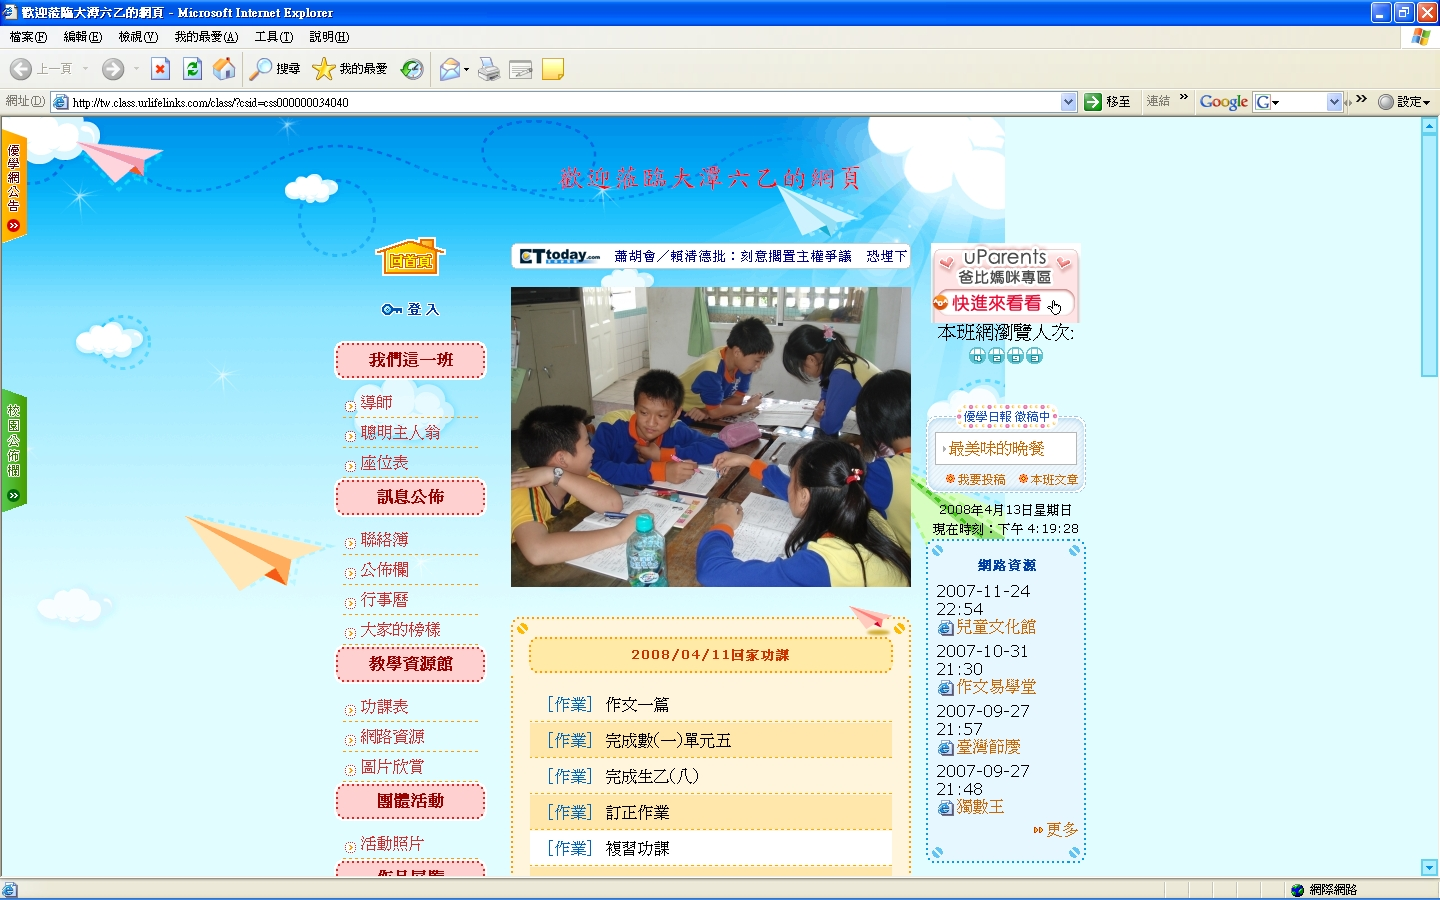 歡迎蒞臨大潭六乙的網頁 - Microsoft Internet Explorer
檔案(F) 編輯(E) 檢視(V) 我的最愛(A) 工具(T) 說明(H)
上一頁 搜尋 我的最愛
網址(D) http://tw.class.urlifelinks.com/class/?csid=css000000034040 移至 連結 » Google G 設定
優學網公告
校園公佈欄
歡迎蒞臨大潭六乙的網頁
回首頁
登入
我們這一班
導師
聰明主人翁
座位表
訊息公佈
聯絡簿
公佈欄
行事曆
大家的榜樣
教學資源館
功課表
網路資源
圖片欣賞
團體活動
活動照片
作品展覽
ETtoday.com 蕭胡會／賴清德批：刻意擱置主權爭議 恐埋下
2008/04/11回家功課
[作業] 作文一篇
[作業] 完成數(一)單元五
[作業] 完成生乙(八)
[作業] 訂正作業
[作業] 複習功課
uParents
爸比媽咪專區
快進來看看
本班網瀏覽人次:
4293
優學日報 徵稿中
最美味的晚餐
我要投稿 本班文章
2008年4月13日星期日
現在時刻：下午 4:19:28
網路資源
2007-11-24
22:54
兒童文化館
2007-10-31
21:30
作文易學堂
2007-09-27
21:57
臺灣節慶
2007-09-27
21:48
獨數王
更多
網際網路